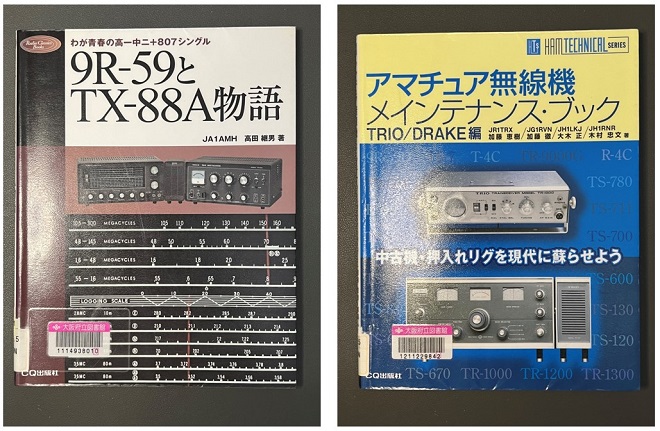 Radio Classics
Books
わが青春の高一中二+807シングル
9R-59と
TX-88A物語
JA1AMH 高田 継男 著
MEGACYCLES
MEGACYCLES
MEGACYCLES
MEGACYCLES
LOGGING SCALE
大阪府立図書館
1114938010
CQ出版社
HAM TECHNICAL SERIES
アマチュア無線機
メインテナンス・ブック
TRIO/DRAKE編
JR1TRX JG1RVN JH1LKJ JH1RNR
加藤 恵樹/加藤 徹/大木 正/木村 忠文 著
T-4C
R-4C
TS-780
TS-700
中古機・押入れリグを現代に蘇らせよう
TS-600
TS-130
TS-120
大阪府立図書館
1211229842
TS-670 TR-1000 TR-1200 TR-1300
CQ出版社